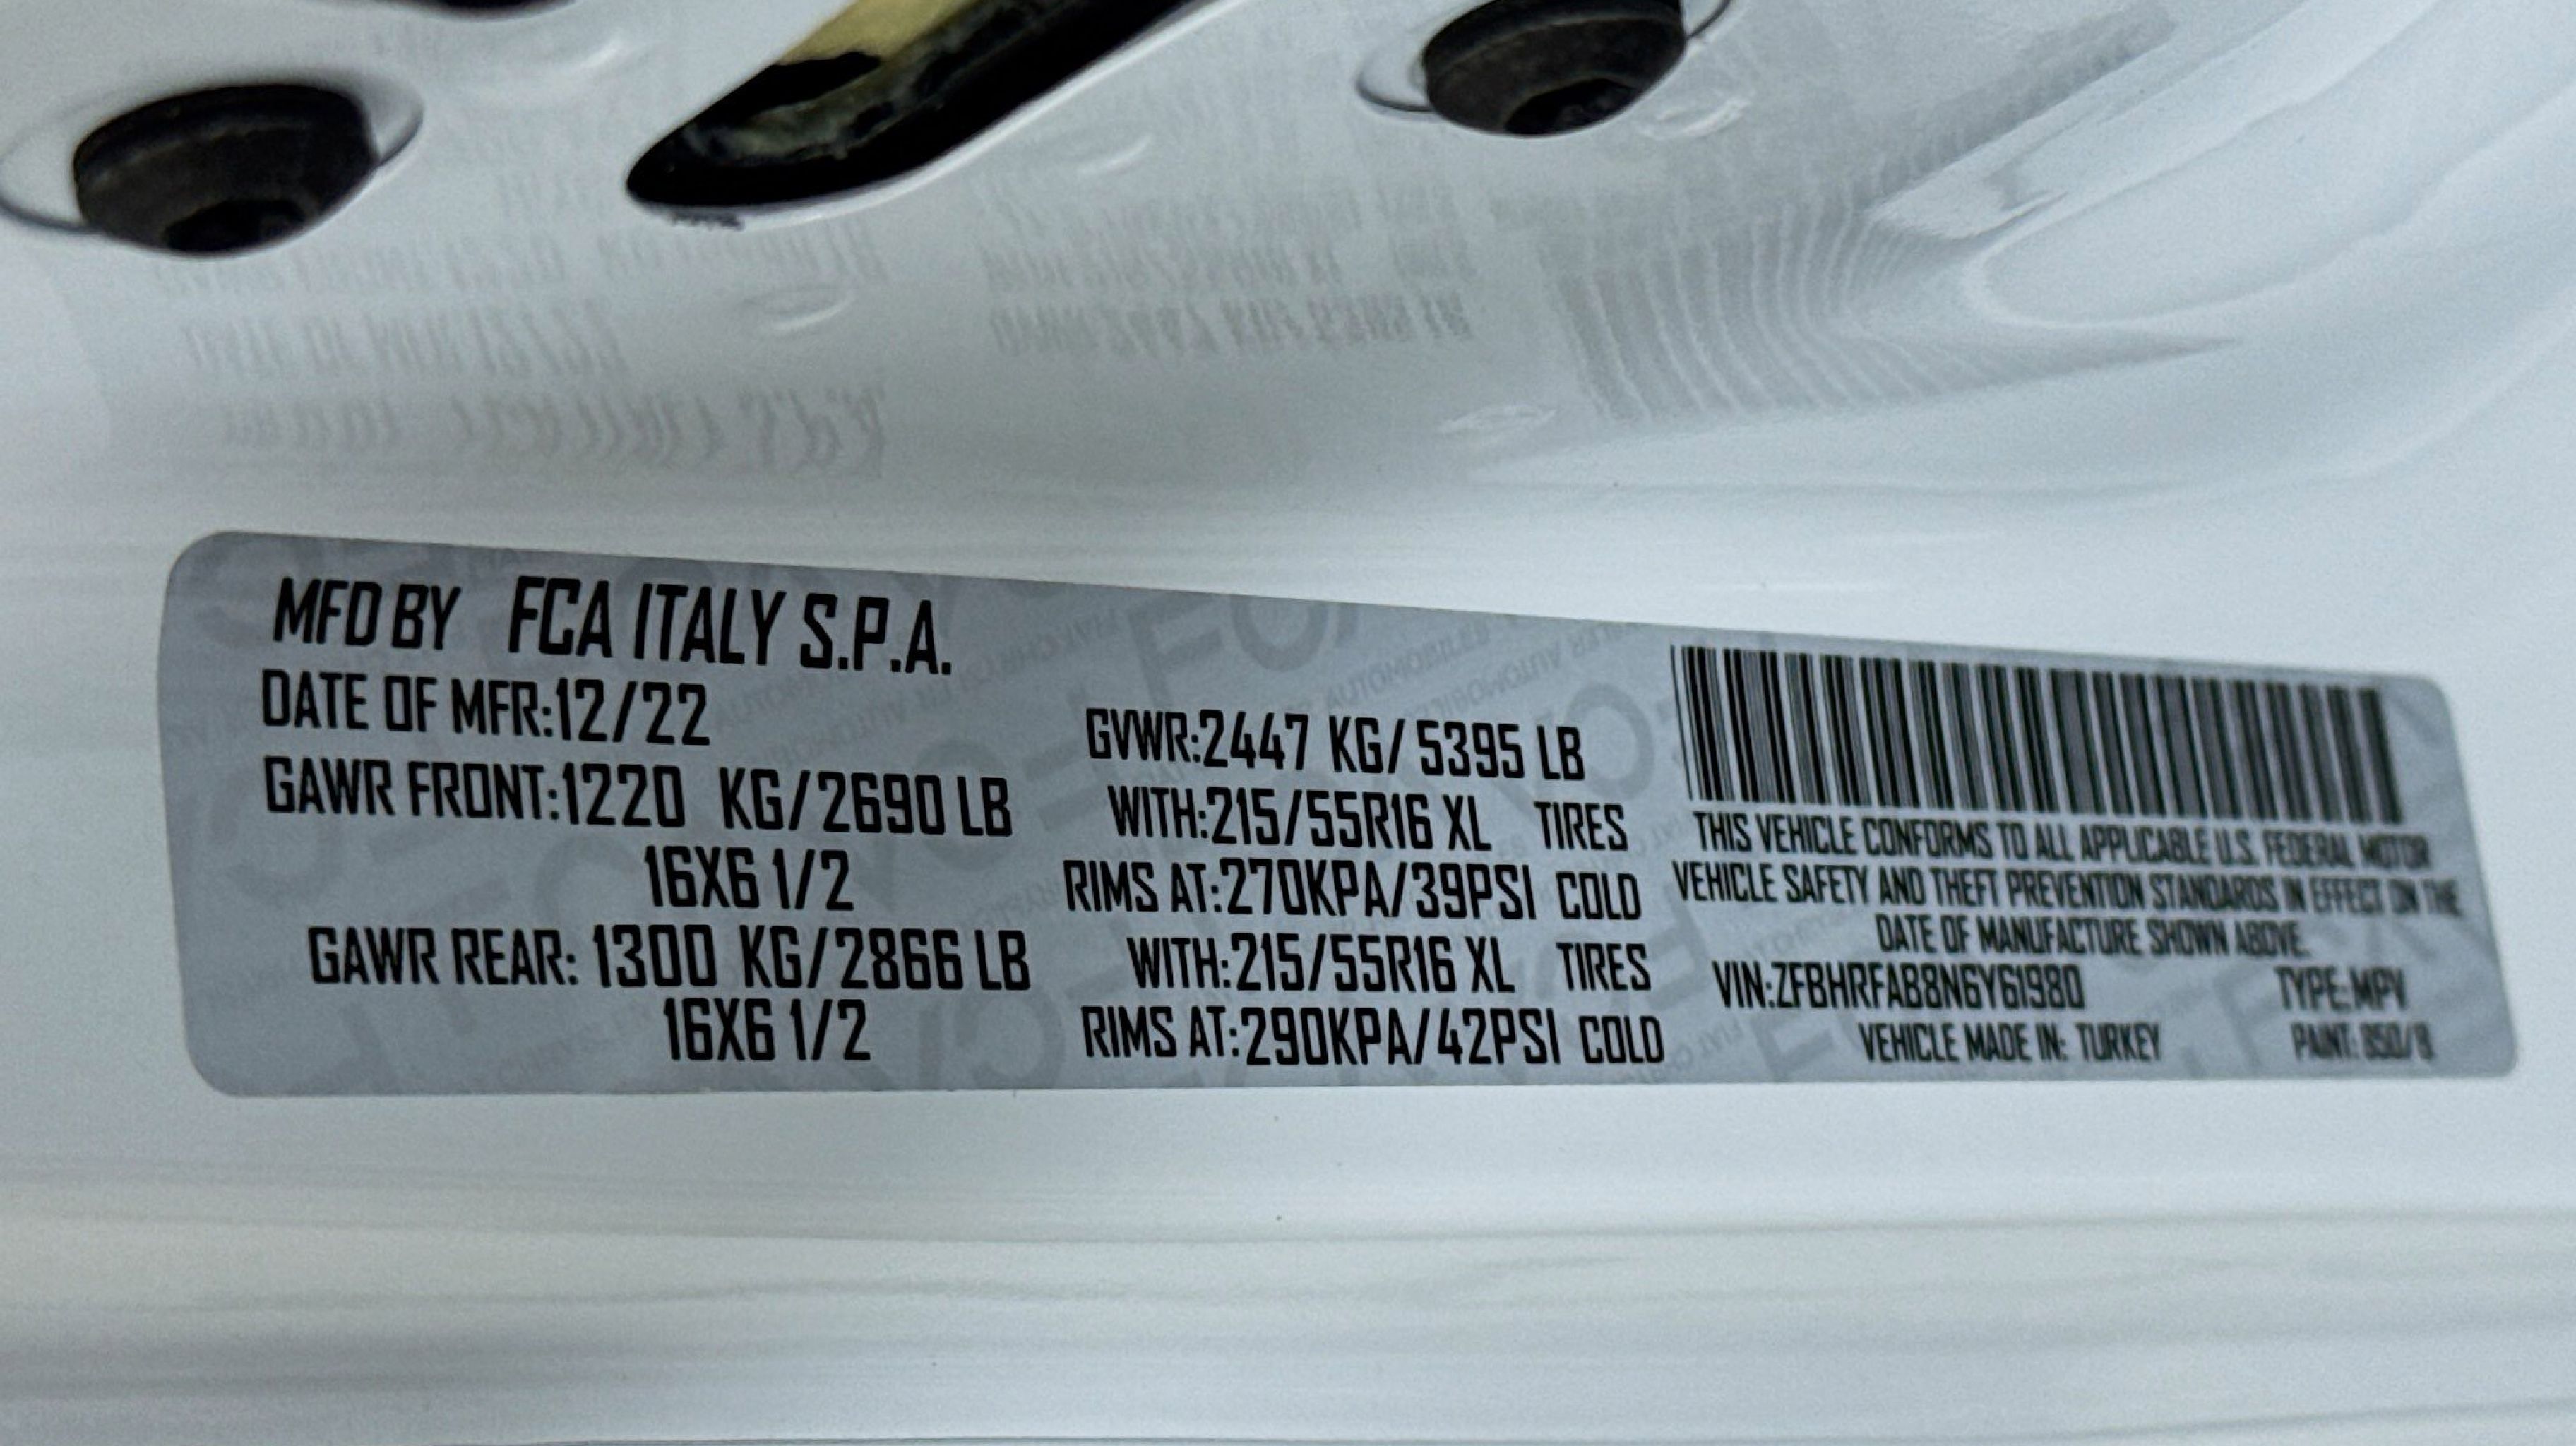 MFD BY FCA ITALY S.P.A.
DATE OF MFR:12/22
GAWR FRONT:1220 KG/2690 LB
16X6 1/2
GAWR REAR: 1300 KG/2866 LB
16X6 1/2
GVWR:2447 KG/ 5395 LB
WITH:215/55R16 XL TIRES
RIMS AT:270KPA/39PSI COLD
WITH:215/55R16 XL TIRES
RIMS AT:290KPA/42PSI COLD
THIS VEHICLE CONFORMS TO ALL APPLICABLE U.S. FEDERAL MOTOR
VEHICLE SAFETY AND THEFT PREVENTION STANDARDS IN EFFECT ON THE
DATE OF MANUFACTURE SHOWN ABOVE.
VIN:ZFBHRFAB8N6Y61980 TYPE:MPV
VEHICLE MADE IN: TURKEY PAINT: 850/B